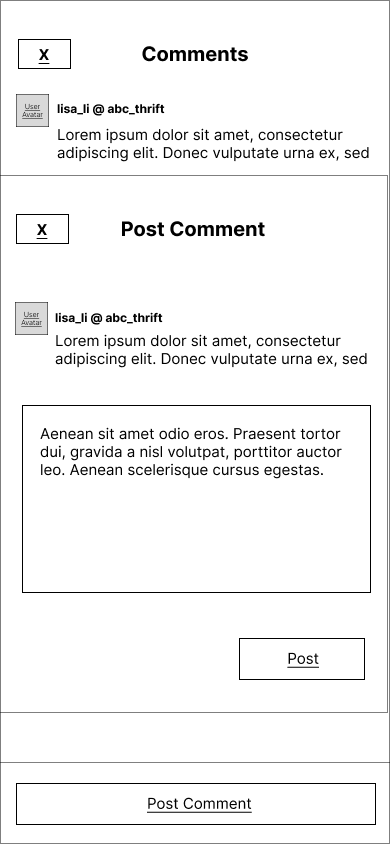 X
Comments
User
Avatar
lisa_li @ abc_thrift
Lorem ipsum dolor sit amet, consectetur
adipiscing elit. Donec vulputate urna ex, sed
X
Post Comment
User
Avatar
lisa_li @ abc_thrift
Lorem ipsum dolor sit amet, consectetur
adipiscing elit. Donec vulputate urna ex, sed
Aenean sit amet odio eros. Praesent tortor
dui, gravida a nisl volutpat, porttitor auctor
leo. Aenean scelerisque cursus egestas.
Post
Post Comment